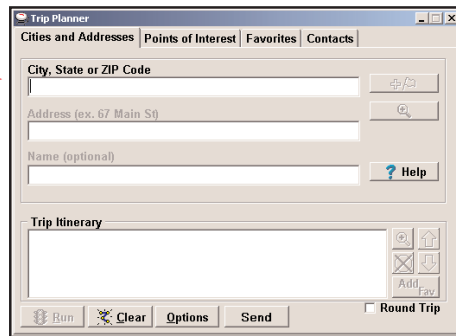 Trip Planner
Cities and Addresses Points of Interest Favorites Contacts
City, State or ZIP Code
Address (ex. 67 Main St)
Name (optional)
? Help
Trip Itinerary
Add Fav
Round Trip
Run Clear Options Send